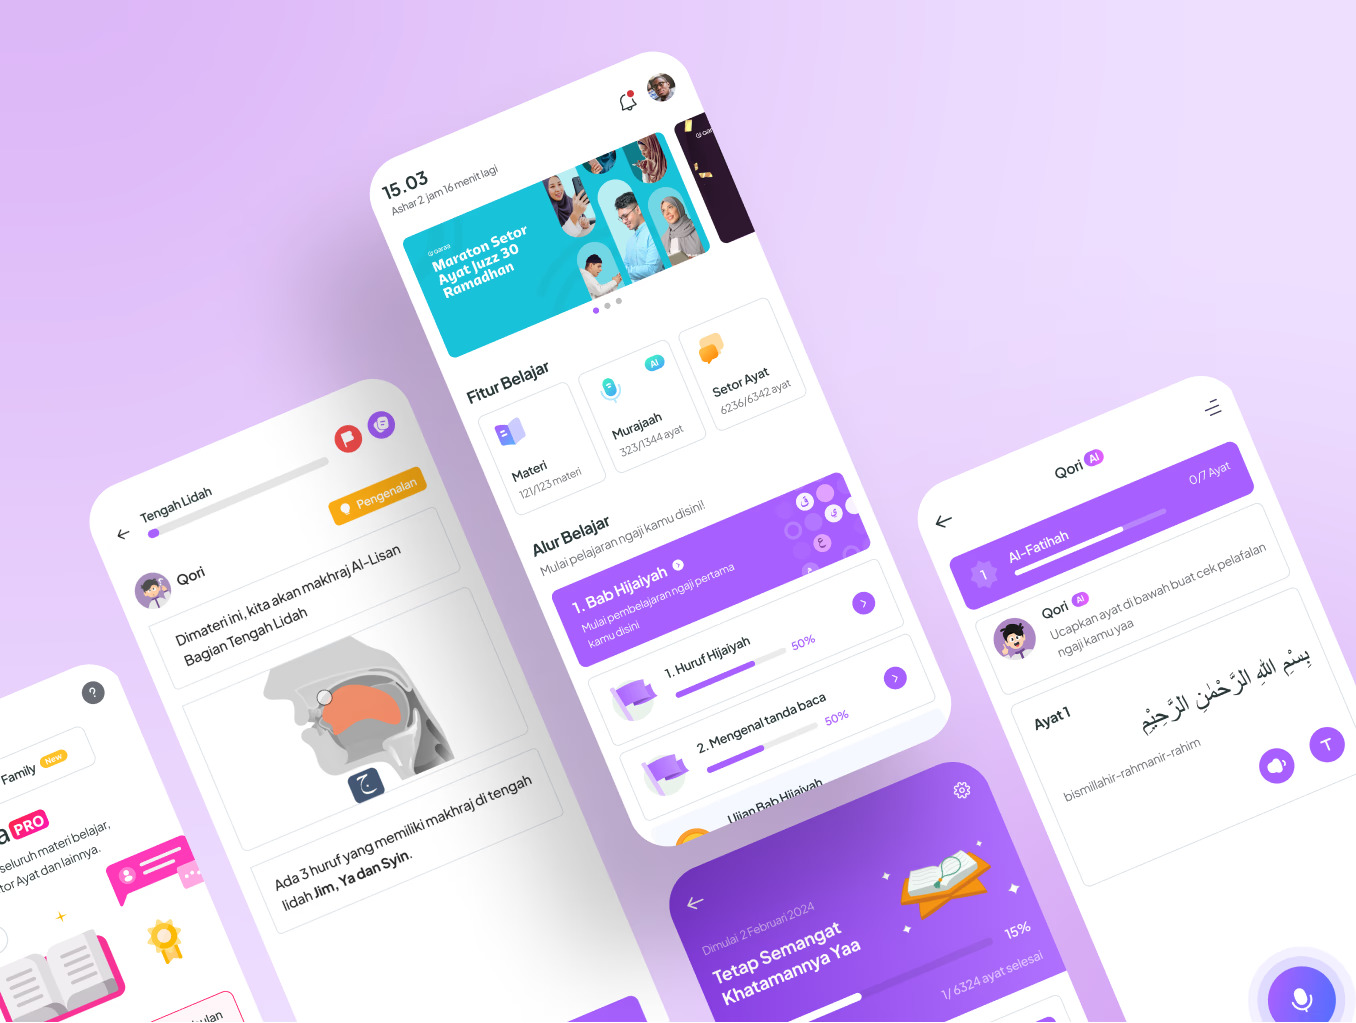 15.03
Ashar 2 jam 16 menit lagi
Qaraa
Maraton Setor
Ayat Juzz 30
Ramadhan
Fitur Belajar
Materi
121/123 materi
AI
Murajaah
323/1344 ayat
Setor Ayat
6236/6342 ayat
Alur Belajar
Mulai pelajaran ngaji kamu disini!
1. Bab Hijaiyah
Mulai pembelajaran ngaji pertama
kamu disini
ق
ي
ع
1. Huruf Hijaiyah
50%
2. Mengenal tanda baca
50%
Ujian Bab Hijaiyah
Tengah Lidah
Pengenalan
Qori
Dimateri ini, kita akan makhraj Al-Lisan
Bagian Tengah Lidah
ج
Ada 3 huruf yang memiliki makhraj di tengah
lidah Jim, Ya dan Syin.
?
Family New
a PRO
seluruh materi belajar,
tor Ayat dan lainnya.
ulan
Dimulai 2 Februari 2024
Tetap Semangat
Khatamannya Yaa
15%
1/ 6324 ayat selesai
Qori AI
1
Al-Fatihah
0/7 Ayat
Qori AI
Ucapkan ayat di bawah buat cek pelafalan
ngaji kamu yaa
Ayat 1
بِسْمِ اللهِ الرَّحْمٰنِ الرَّحِيْمِ
bismillahir-rahmanir-rahim
T